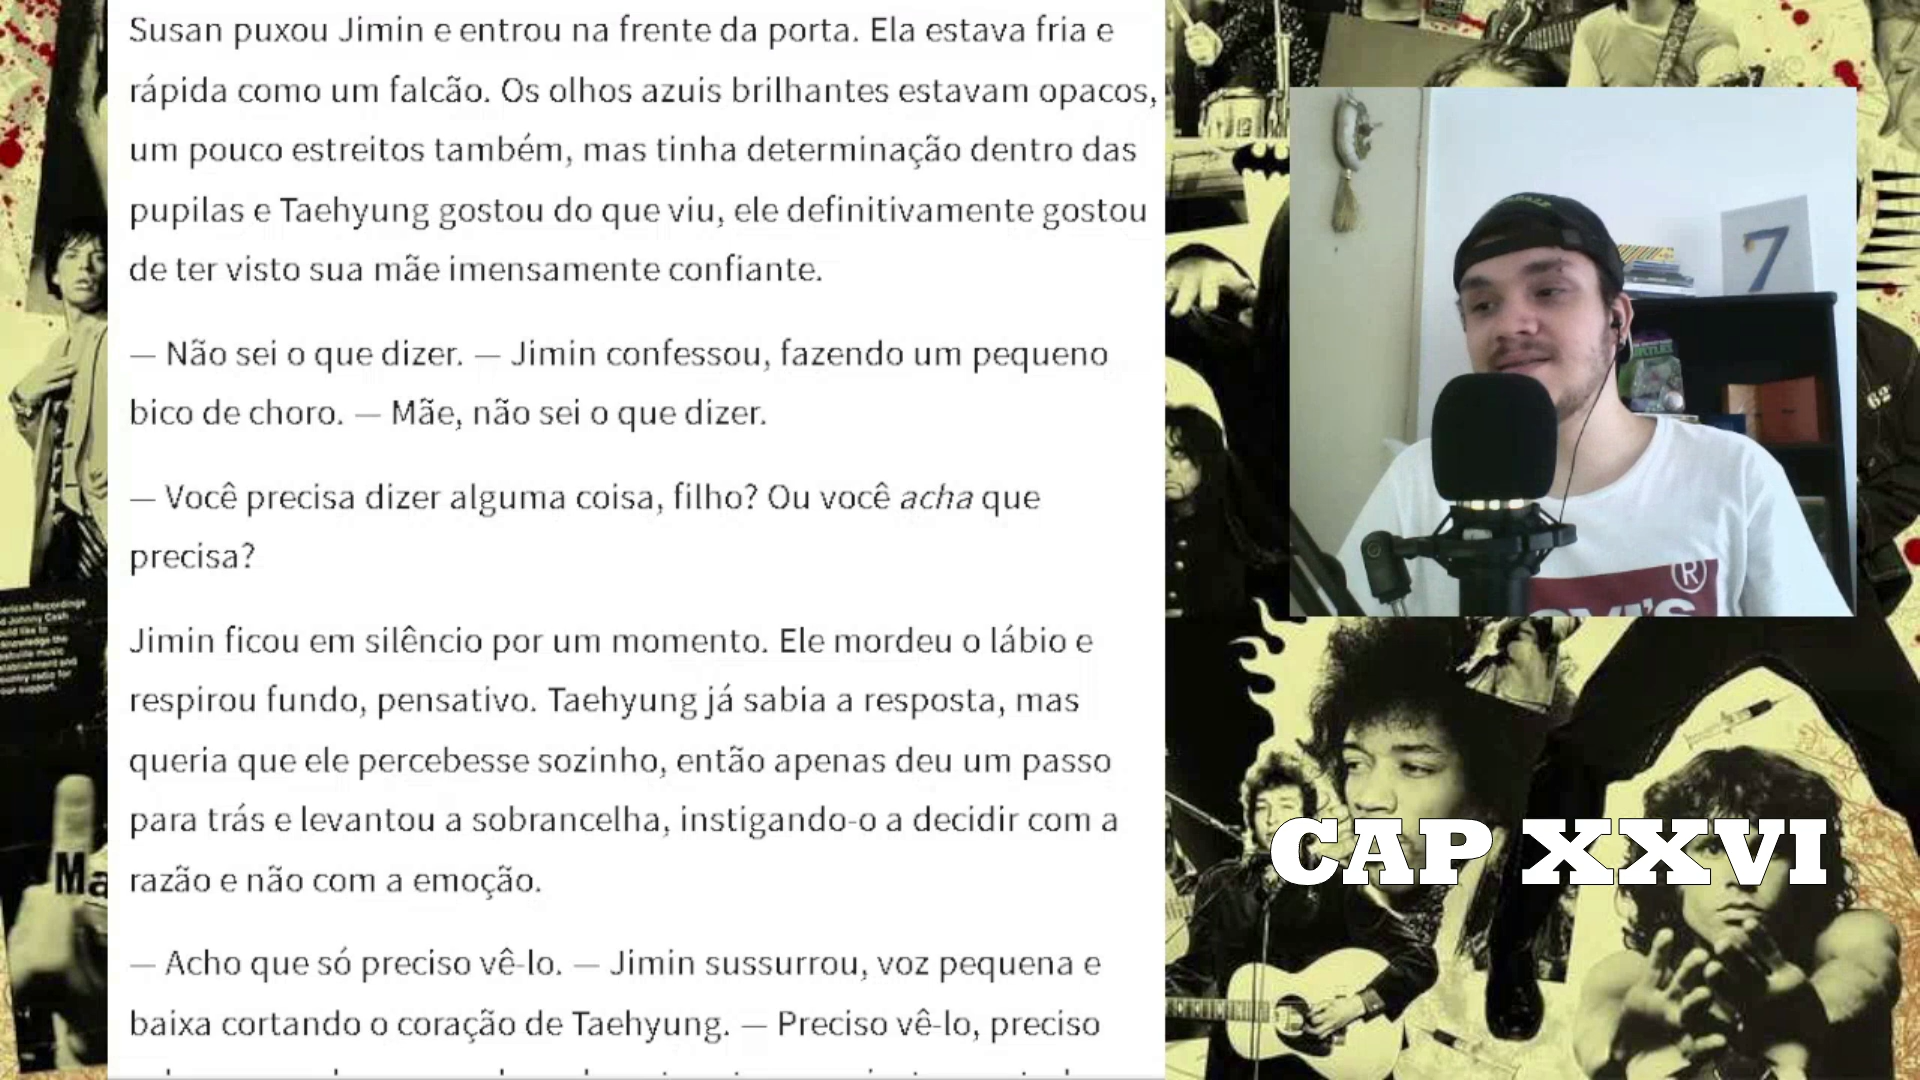 Susan puxou Jimin e entrou na frente da porta. Ela estava fria e
rápida como um falcão. Os olhos azuis brilhantes estavam opacos,
um pouco estreitos também, mas tinha determinação dentro das
pupilas e Taehyung gostou do que viu, ele definitivamente gostou
de ter visto sua mãe imensamente confiante.
— Não sei o que dizer. — Jimin confessou, fazendo um pequeno
bico de choro. — Mãe, não sei o que dizer.
— Você precisa dizer alguma coisa, filho? Ou você acha que
precisa?
Jimin ficou em silêncio por um momento. Ele mordeu o lábio e
respirou fundo, pensativo. Taehyung já sabia a resposta, mas
queria que ele percebesse sozinho, então apenas deu um passo
para trás e levantou a sobrancelha, instigando-o a decidir com a
razão e não com a emoção.
— Acho que só preciso vê-lo. — Jimin sussurrou, voz pequena e
baixa cortando o coração de Taehyung. — Preciso vê-lo, preciso
7
®
62
CAP XXVI
Ma